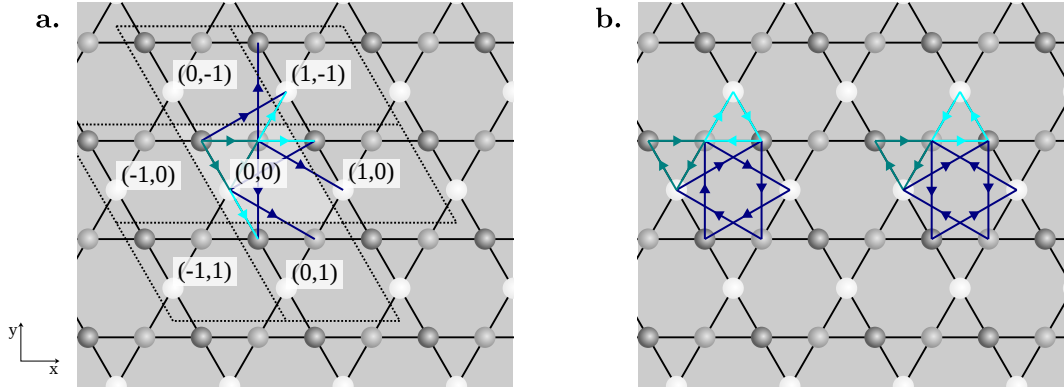 a. b.
(0,-1) (1,-1)
(-1,0) (0,0) (1,0)
(-1,1) (0,1)
y
x